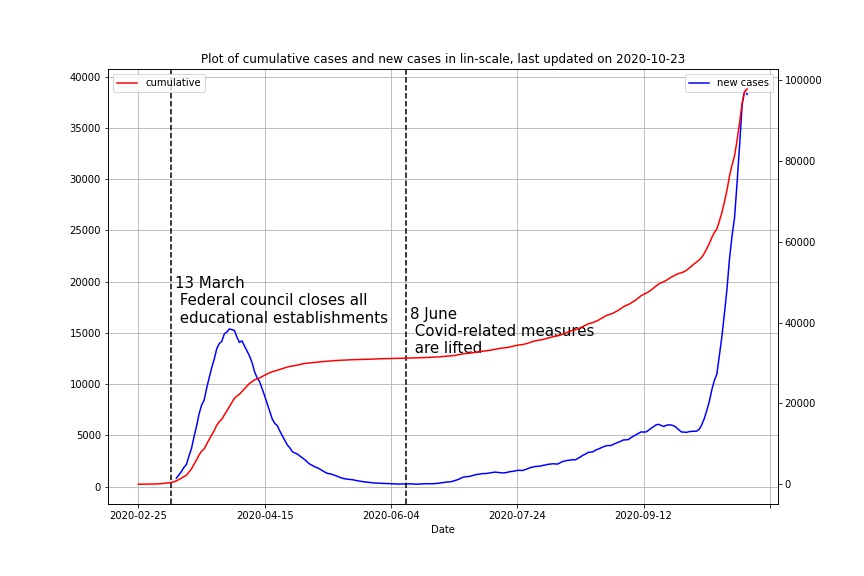 Plot of cumulative cases and new cases in lin-scale, last updated on 2020-10-23
cumulative
new cases
40000
35000
30000
25000
20000
15000
10000
5000
0
100000
80000
60000
40000
20000
0
13 March
Federal council closes all
educational establishments
8 June
Covid-related measures
are lifted
2020-02-25
2020-04-15
2020-06-04
2020-07-24
2020-09-12
Date